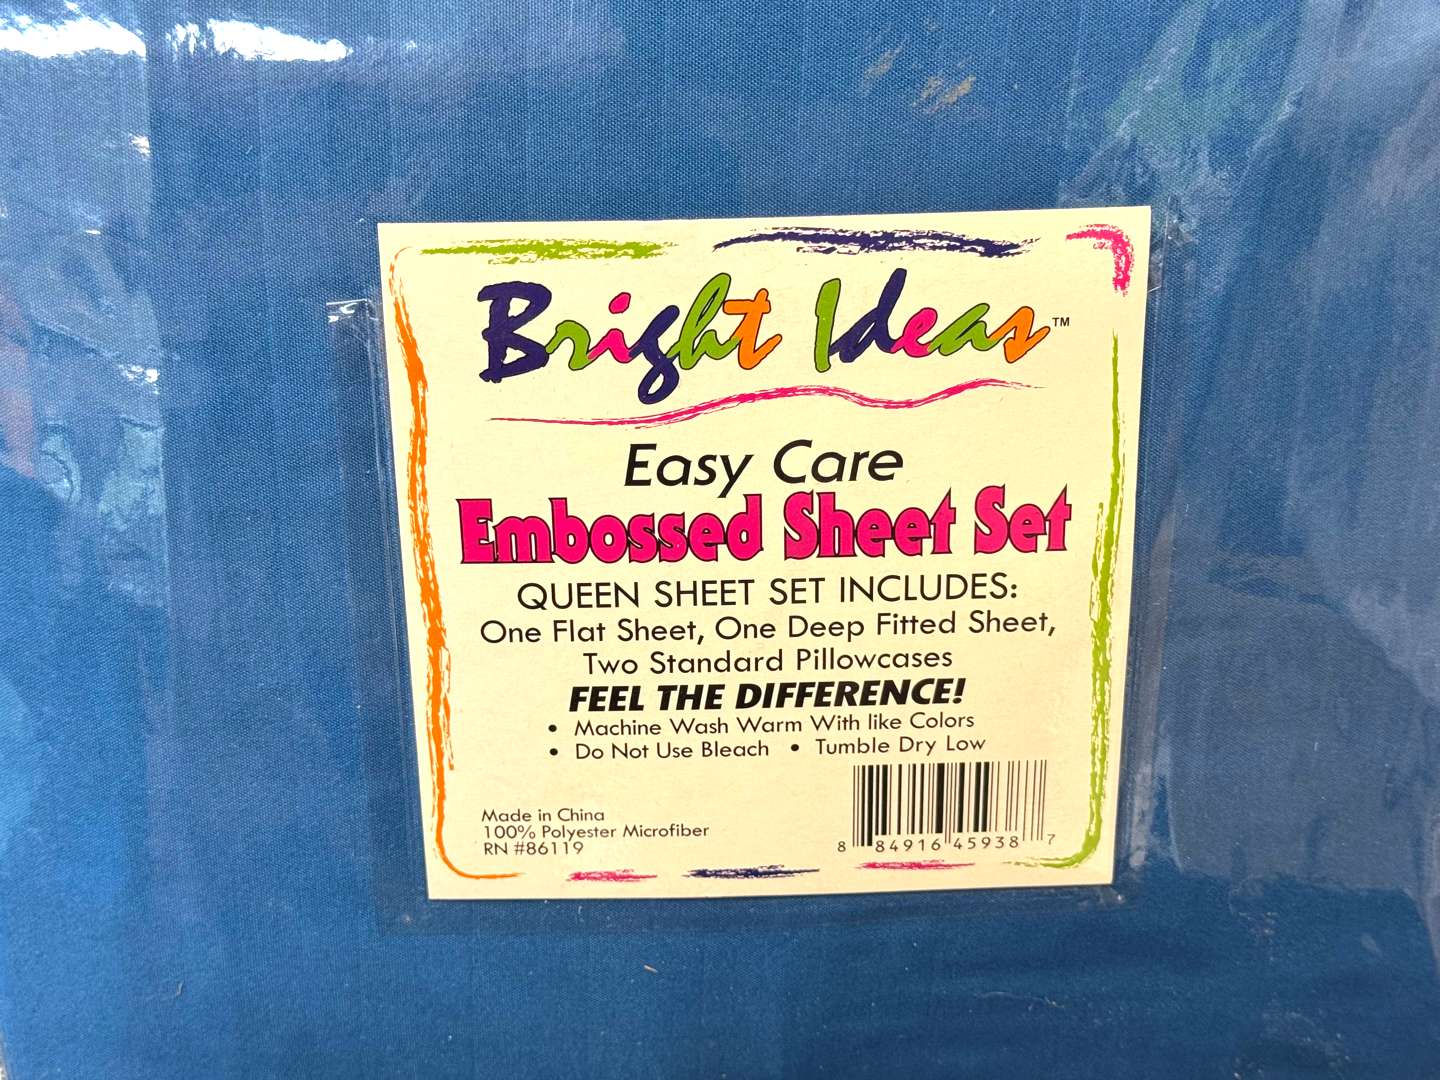 Bright Ideas™
Easy Care
Embossed Sheet Set
QUEEN SHEET SET INCLUDES:
One Flat Sheet, One Deep Fitted Sheet,
Two Standard Pillowcases
FEEL THE DIFFERENCE!
• Machine Wash Warm With like Colors
• Do Not Use Bleach • Tumble Dry Low
Made in China
100% Polyester Microfiber
RN #86119
8 84916 45938 7